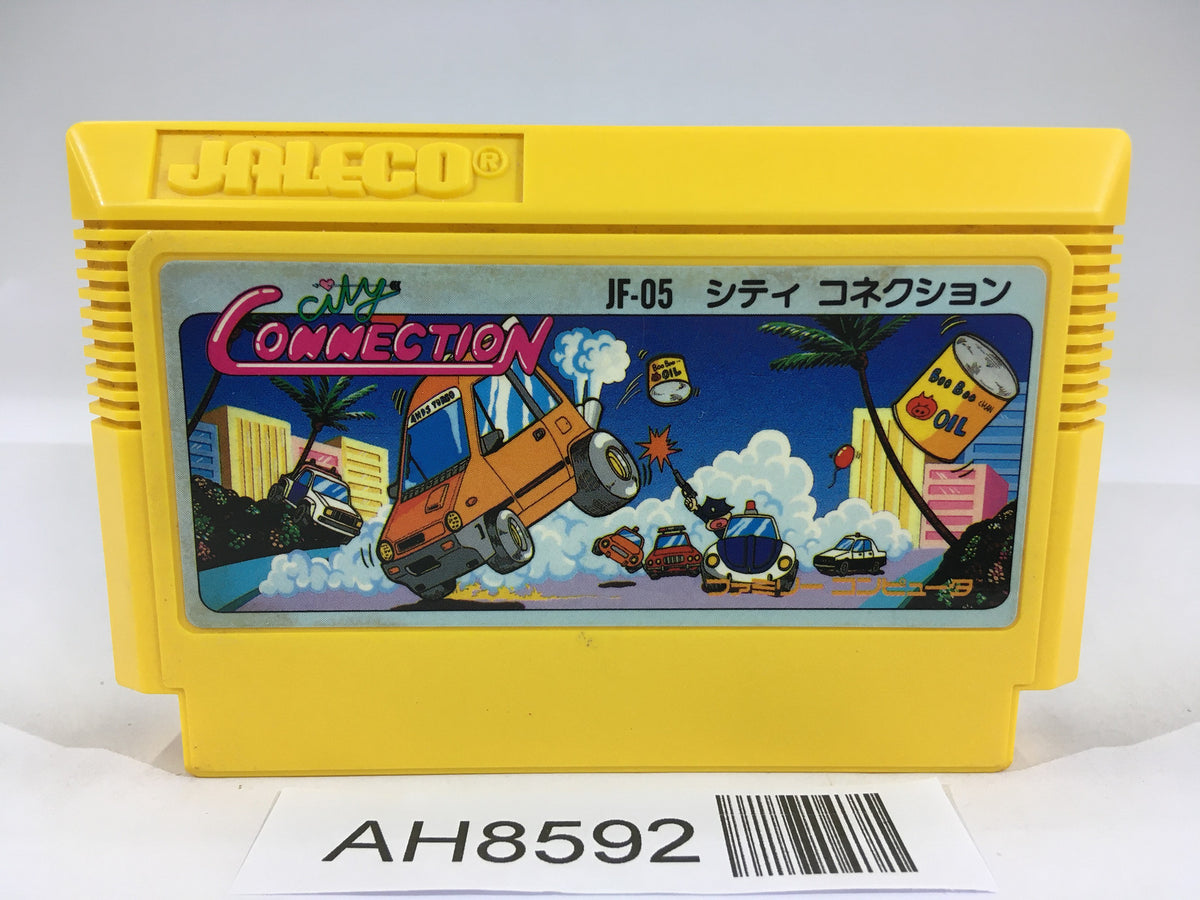 JALECO®
city
CONNECTION
JF-05 シティ コネクション
BOO BOO
OIL
BOO BOO CHAN
OIL
ファミリー コンピュータ
AH8592